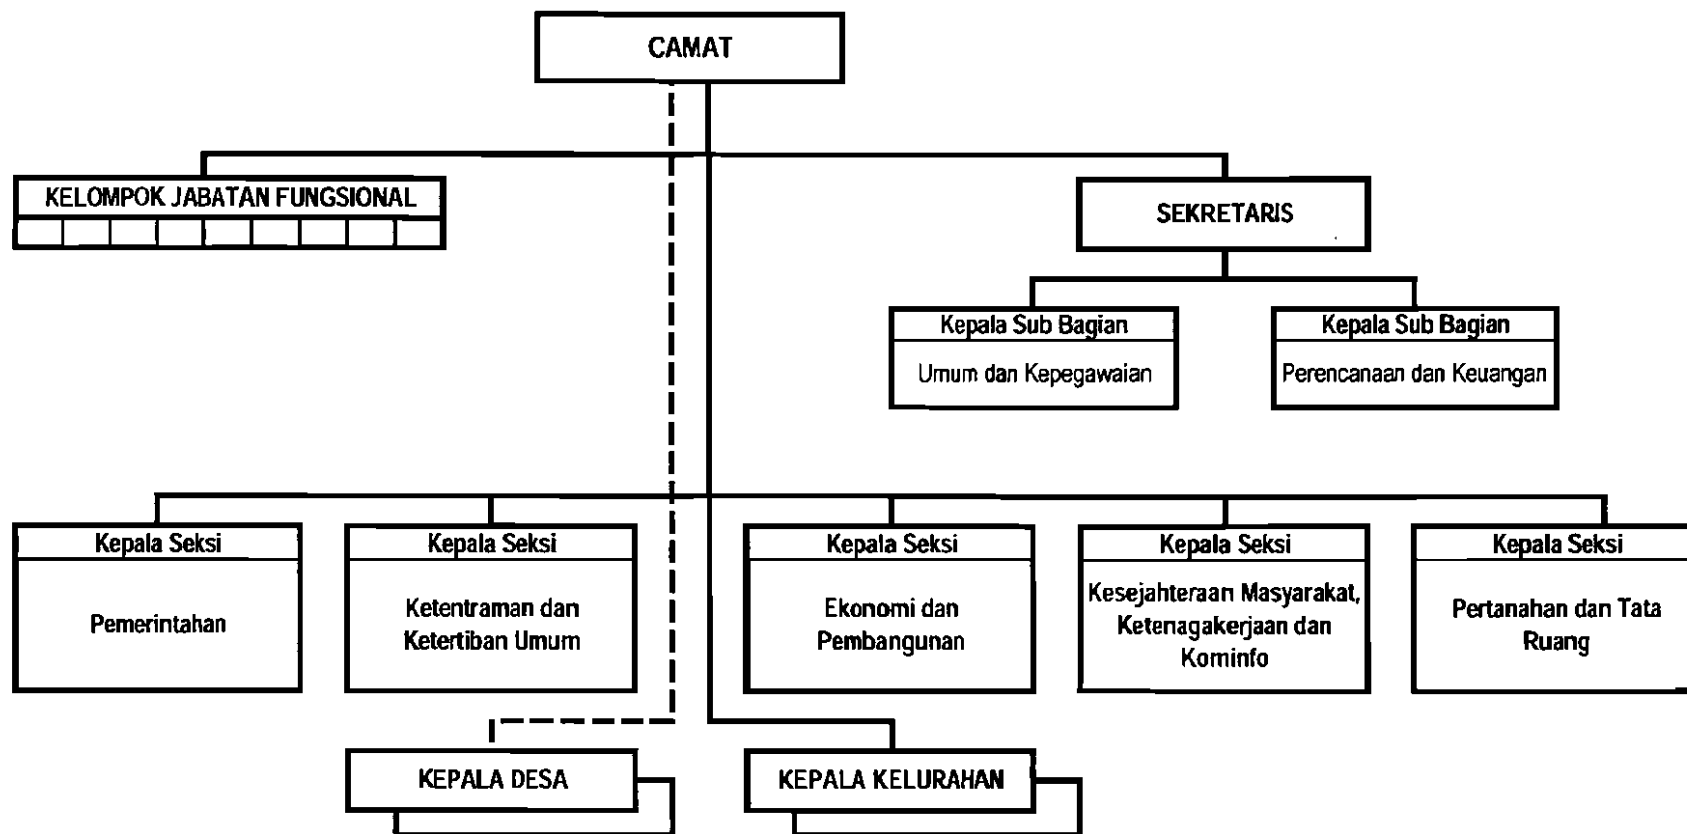 CAMAT
KELOMPOK JABATAN FUNGSIONAL
SEKRETARIS
Kepala Sub Bagian
Umum dan Kepegawaian
Kepala Sub Bagian
Perencanaan dan Keuangan
Kepala Seksi
Pemerintahan
Kepala Seksi
Ketentraman dan
Ketertiban Umum
Kepala Seksi
Ekonomi dan
Pembangunan
Kepala Seksi
Kesejahteraan Masyarakat,
Ketenagakerjaan dan
Kominfo
Kepala Seksi
Pertanahan dan Tata
Ruang
KEPALA DESA
KEPALA KELURAHAN